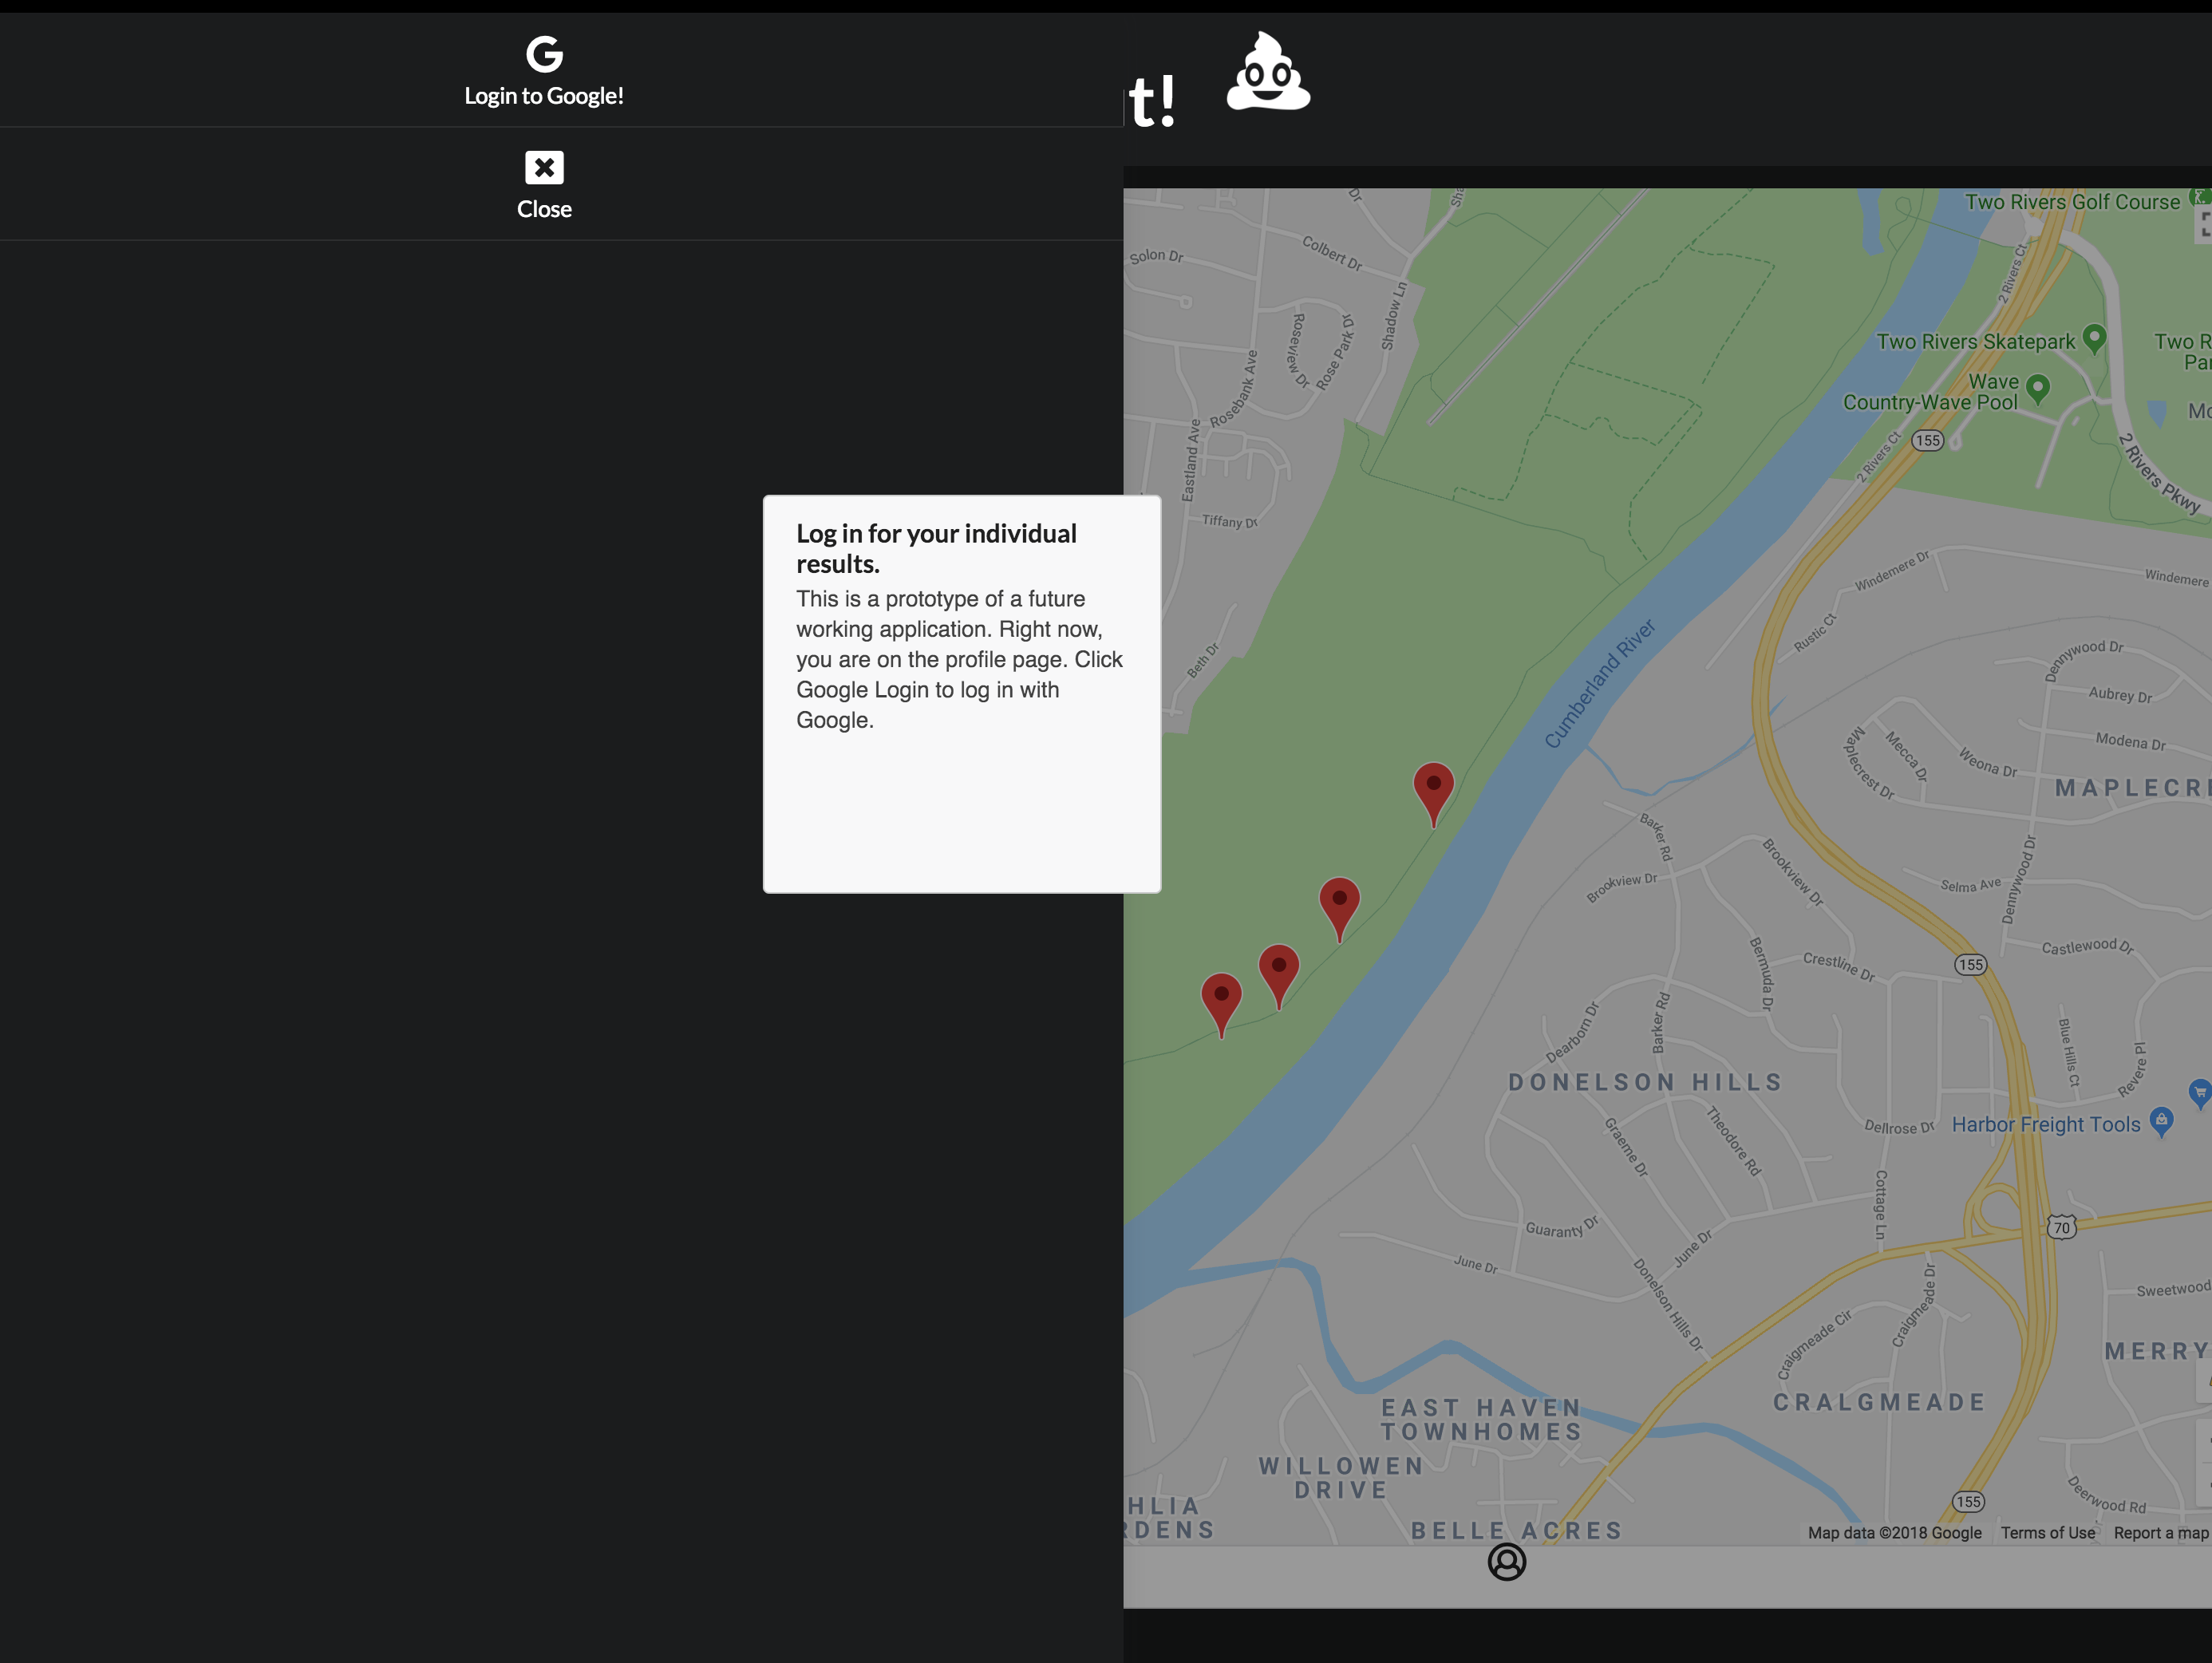 Login to Google!
Close
t!
Log in for your individual
results.
This is a prototype of a future
working application. Right now,
you are on the profile page. Click
Google Login to log in with
Google.
Two Rivers Golf Course
Solon Dr
Colbert Dr
Dr
Sha
Shadow Ln
Roseview Dr
Rose Park Dr
Rosebank Ave
Eastland Ave
Tiffany Dr
Beth Dr
2 Rivers Ct
Two Rivers Skatepark
Two R
Par
Wave
Country-Wave Pool
Mc
155
2 Rivers Ct
2 Rivers Pkwy
Windemere Dr
Windemere
Rustic Ct
Cumberland River
Dennywood Dr
Aubrey Dr
Modena Dr
Mecca Dr
Weona Dr
Maplecrest Dr
MAPLECRE
Barker Rd
Brookview Dr
Brookview Dr
Selma Ave
Dennywood Dr
Bermuda Dr
Crestline Dr
Castlewood Dr
155
Dearborn Dr
Barker Rd
Blue Hills Ct
Revere Pl
DONELSON HILLS
Graeme Dr
Theodore Rd
Dellrose Dr
Harbor Freight Tools
Cottage Ln
Guaranty Dr
June Dr
June Dr
70
Donelson Hills Dr
Craigmeade Dr
Craigmeade Cir
Sweetwood
MERRY
CRALGMEADE
EAST HAVEN
TOWNHOMES
WILLOWEN
DRIVE
HLIA
RDENS
BELLE ACRES
155
Deerwood Rd
Map data ©2018 Google
Terms of Use
Report a map